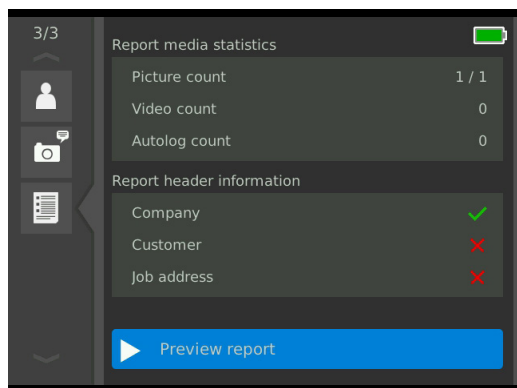 3/3
Report media statistics
Picture count 1 / 1
Video count 0
Autolog count 0
Report header information
Company
Customer
Job address
Preview report